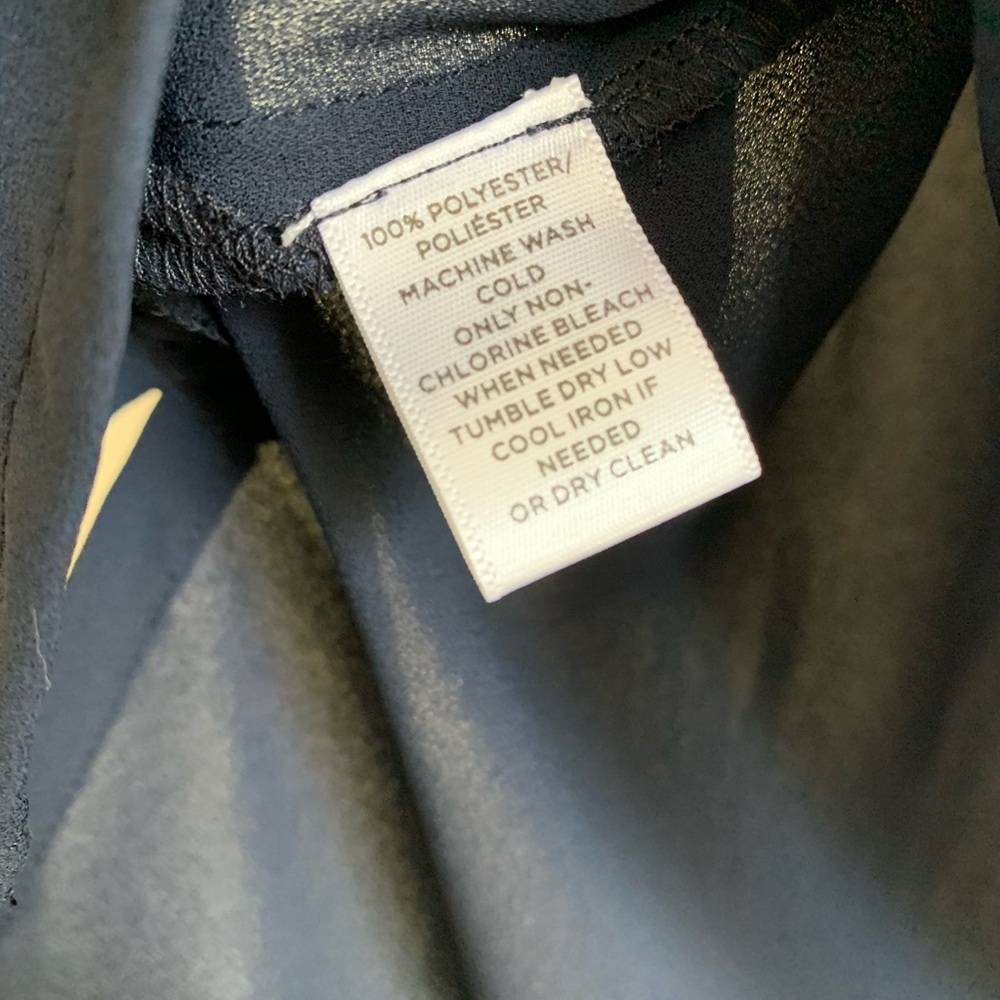 100% POLYESTER/
POLIÉSTER
MACHINE WASH
COLD
ONLY NON-
CHLORINE BLEACH
WHEN NEEDED
TUMBLE DRY LOW
COOL IRON IF
NEEDED
OR DRY CLEAN